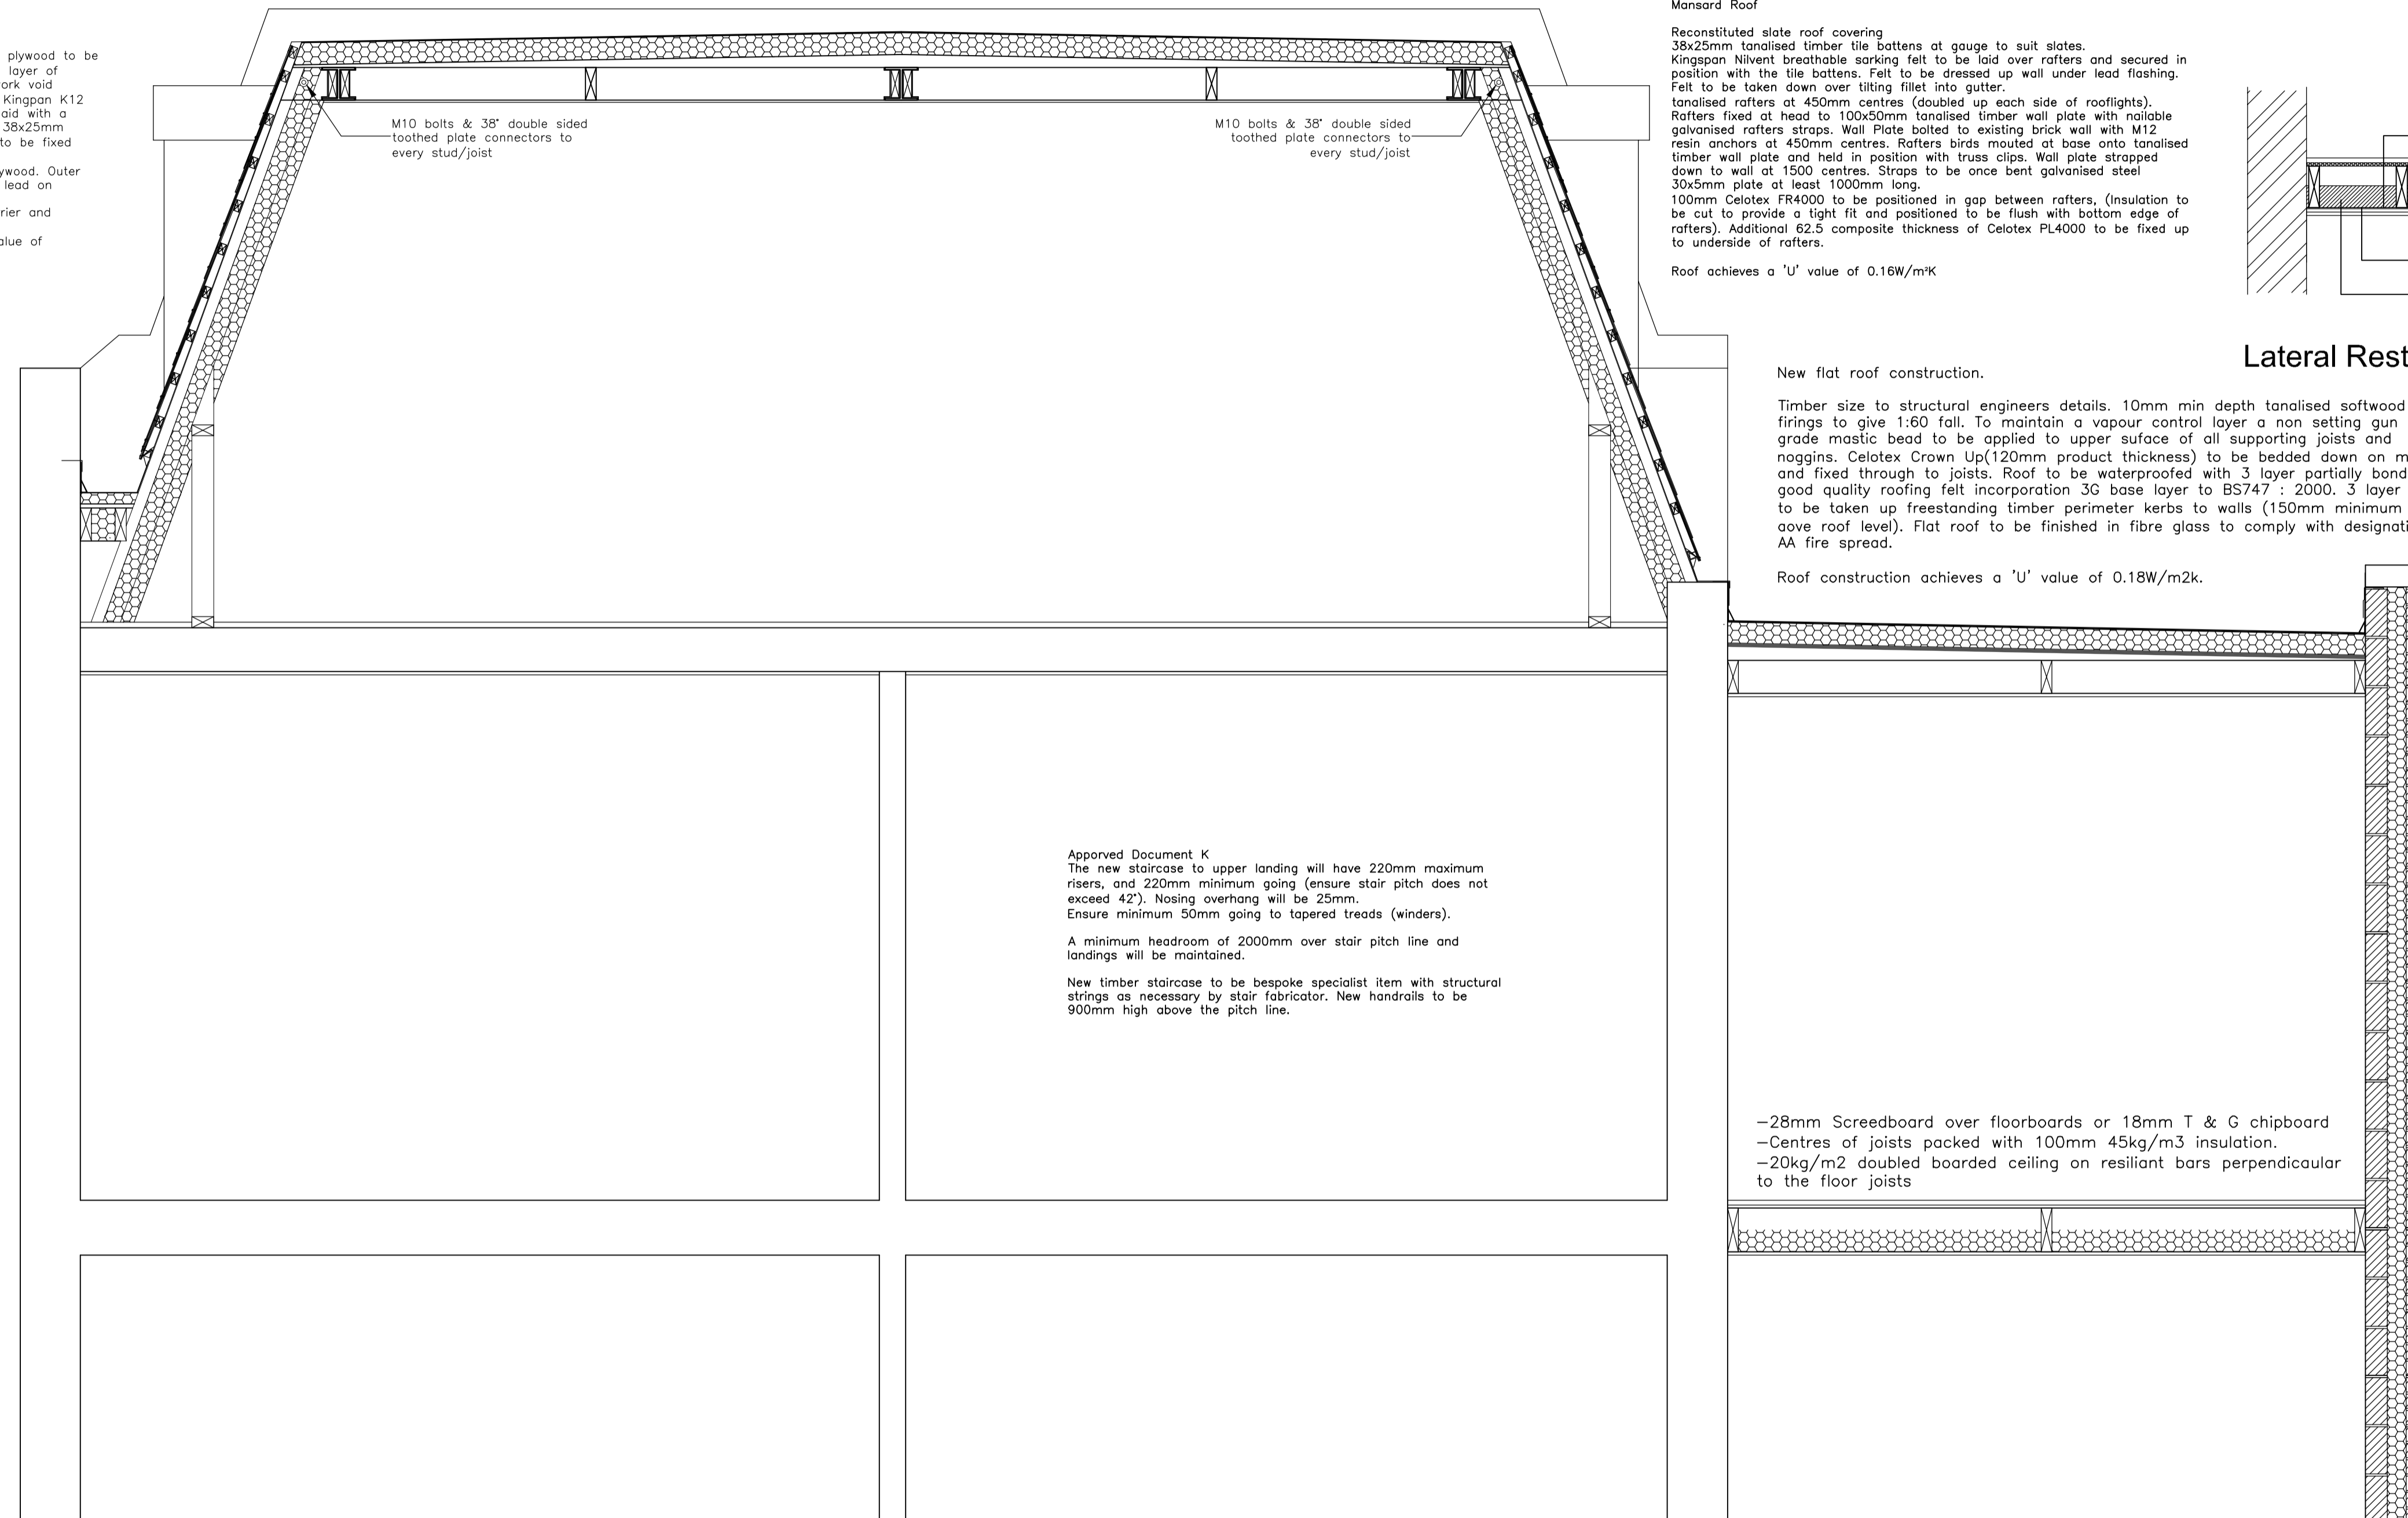 plywood to be
layer of
ork void
Kingpan K12
aid with a
38x25mm
to be fixed
ywood. Outer
lead on
rier and
alue of
M10 bolts & 38° double sided
toothed plate connectors to
every stud/joist
M10 bolts & 38° double sided
toothed plate connectors to
every stud/joist
Mansard Roof
Reconstituted slate roof covering
38x25mm tanalised timber tile battens at gauge to suit slates.
Kingspan Nilvent breathable sarking felt to be laid over rafters and secured in
position with the tile battens. Felt to be dressed up wall under lead flashing.
Felt to be taken down over tilting fillet into gutter.
tanalised rafters at 450mm centres (doubled up each side of rooflights).
Rafters fixed at head to 100x50mm tanalised timber wall plate with nailable
galvanised rafters straps. Wall Plate bolted to existing brick wall with M12
resin anchors at 450mm centres. Rafters birds mouted at base onto tanalised
timber wall plate and held in position with truss clips. Wall plate strapped
down to wall at 1500 centres. Straps to be once bent galvanised steel
30x5mm plate at least 1000mm long.
100mm Celotex FR4000 to be positioned in gap between rafters, (Insulation to
be cut to provide a tight fit and positioned to be flush with bottom edge of
rafters). Additional 62.5 composite thickness of Celotex PL4000 to be fixed up
to underside of rafters.
Roof achieves a 'U' value of 0.16W/m²K
Lateral Rest
New flat roof construction.
Timber size to structural engineers details. 10mm min depth tanalised softwood
firings to give 1:60 fall. To maintain a vapour control layer a non setting gun
grade mastic bead to be applied to upper suface of all supporting joists and
noggins. Celotex Crown Up(120mm product thickness) to be bedded down on m
and fixed through to joists. Roof to be waterproofed with 3 layer partially bond
good quality roofing felt incorporation 3G base layer to BS747 : 2000. 3 layer
to be taken up freestanding timber perimeter kerbs to walls (150mm minimum
aove roof level). Flat roof to be finished in fibre glass to comply with designati
AA fire spread.
Roof construction achieves a 'U' value of 0.18W/m2k.
Apporved Document K
The new staircase to upper landing will have 220mm maximum
risers, and 220mm minimum going (ensure stair pitch does not
exceed 42°). Nosing overhang will be 25mm.
Ensure minimum 50mm going to tapered treads (winders).
A minimum headroom of 2000mm over stair pitch line and
landings will be maintained.
New timber staircase to be bespoke specialist item with structural
strings as necessary by stair fabricator. New handrails to be
900mm high above the pitch line.
-28mm Screedboard over floorboards or 18mm T & G chipboard
-Centres of joists packed with 100mm 45kg/m3 insulation.
-20kg/m2 doubled boarded ceiling on resiliant bars perpendicaular
to the floor joists